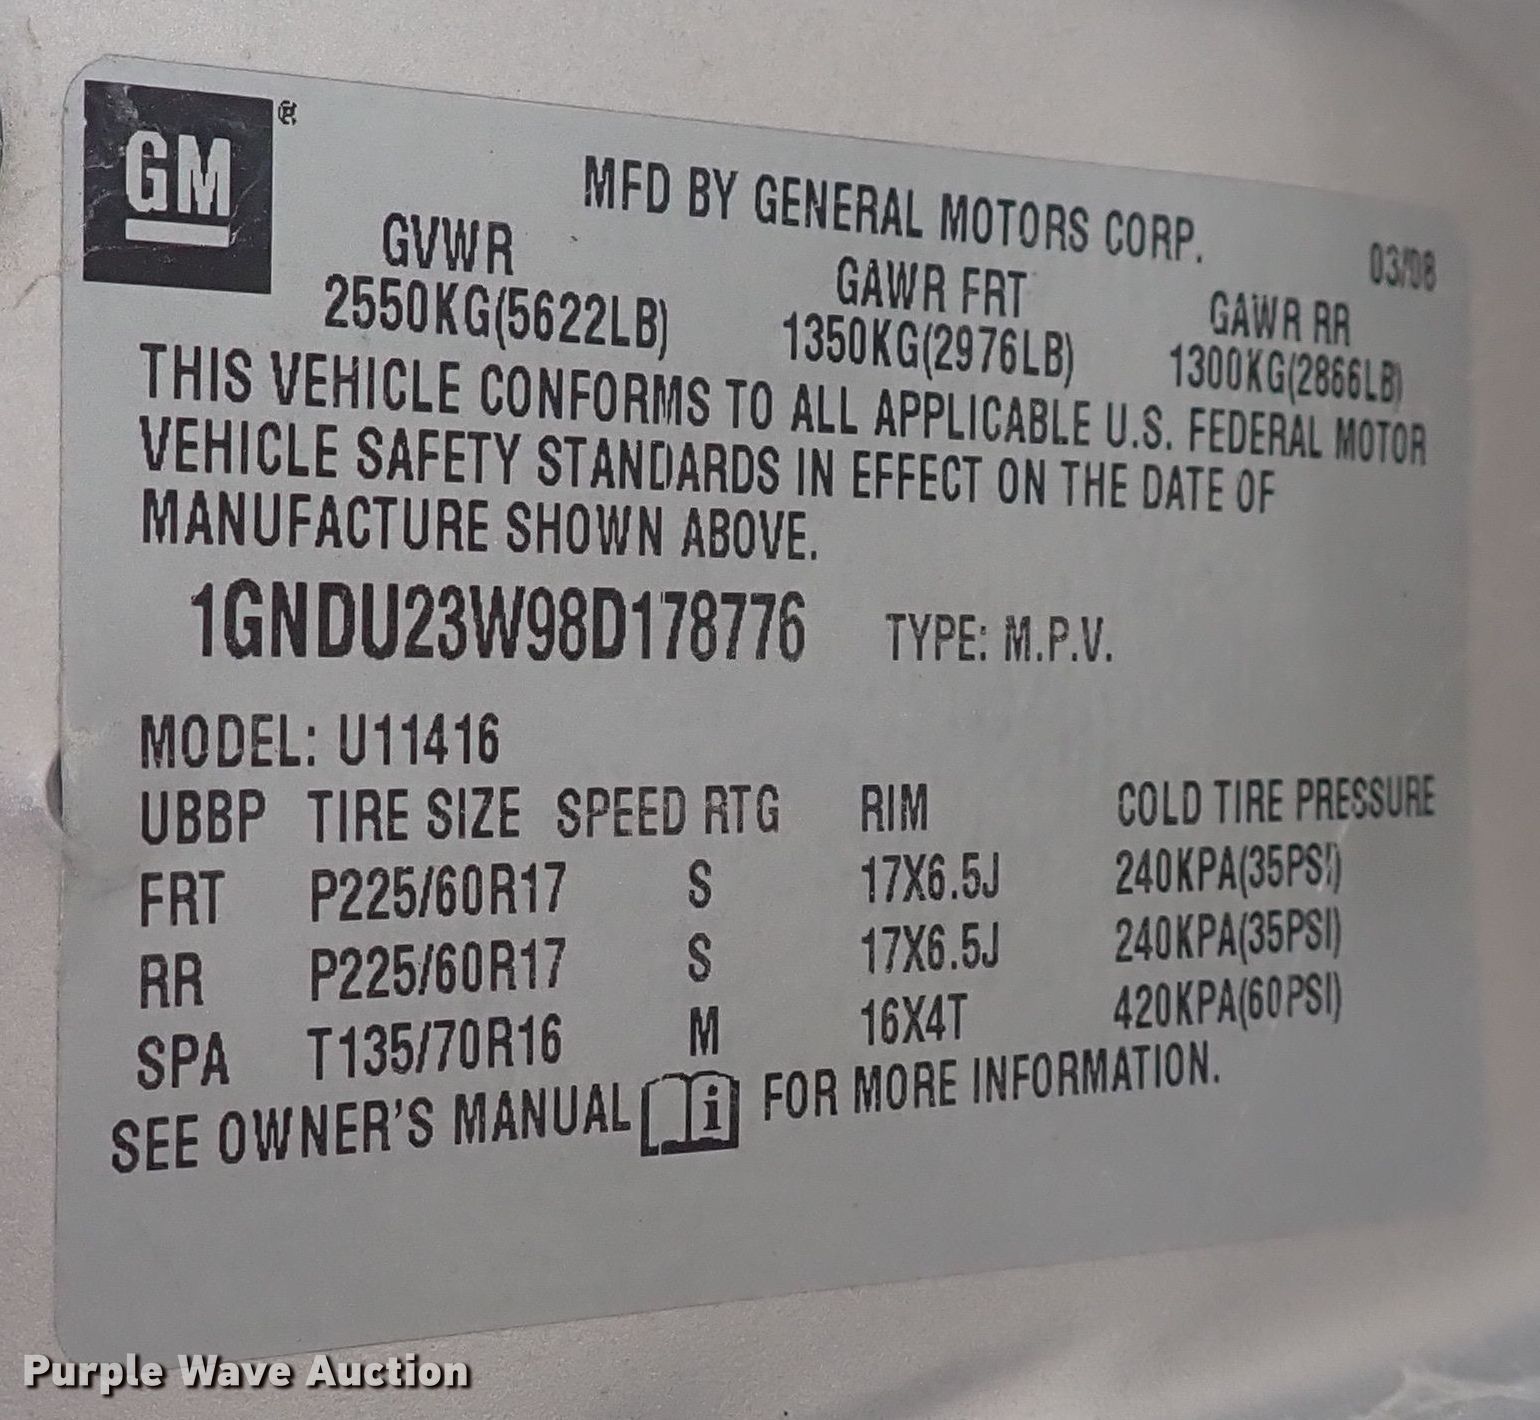 GM ®
MFD BY GENERAL MOTORS CORP.
03/08
GVWR
GAWR FRT
GAWR RR
2550KG(5622LB)
1350KG(2976LB)
1300KG(2866LB)
THIS VEHICLE CONFORMS TO ALL APPLICABLE U.S. FEDERAL MOTOR
VEHICLE SAFETY STANDARDS IN EFFECT ON THE DATE OF
MANUFACTURE SHOWN ABOVE.
1GNDU23W98D178776 TYPE: M.P.V.
MODEL: U11416
UBBP TIRE SIZE SPEED RTG RIM COLD TIRE PRESSURE
FRT P225/60R17 S 17X6.5J 240KPA(35PSI)
RR P225/60R17 S 17X6.5J 240KPA(35PSI)
SPA T135/70R16 M 16X4T 420KPA(60PSI)
SEE OWNER'S MANUAL i FOR MORE INFORMATION.
Purple Wave Auction